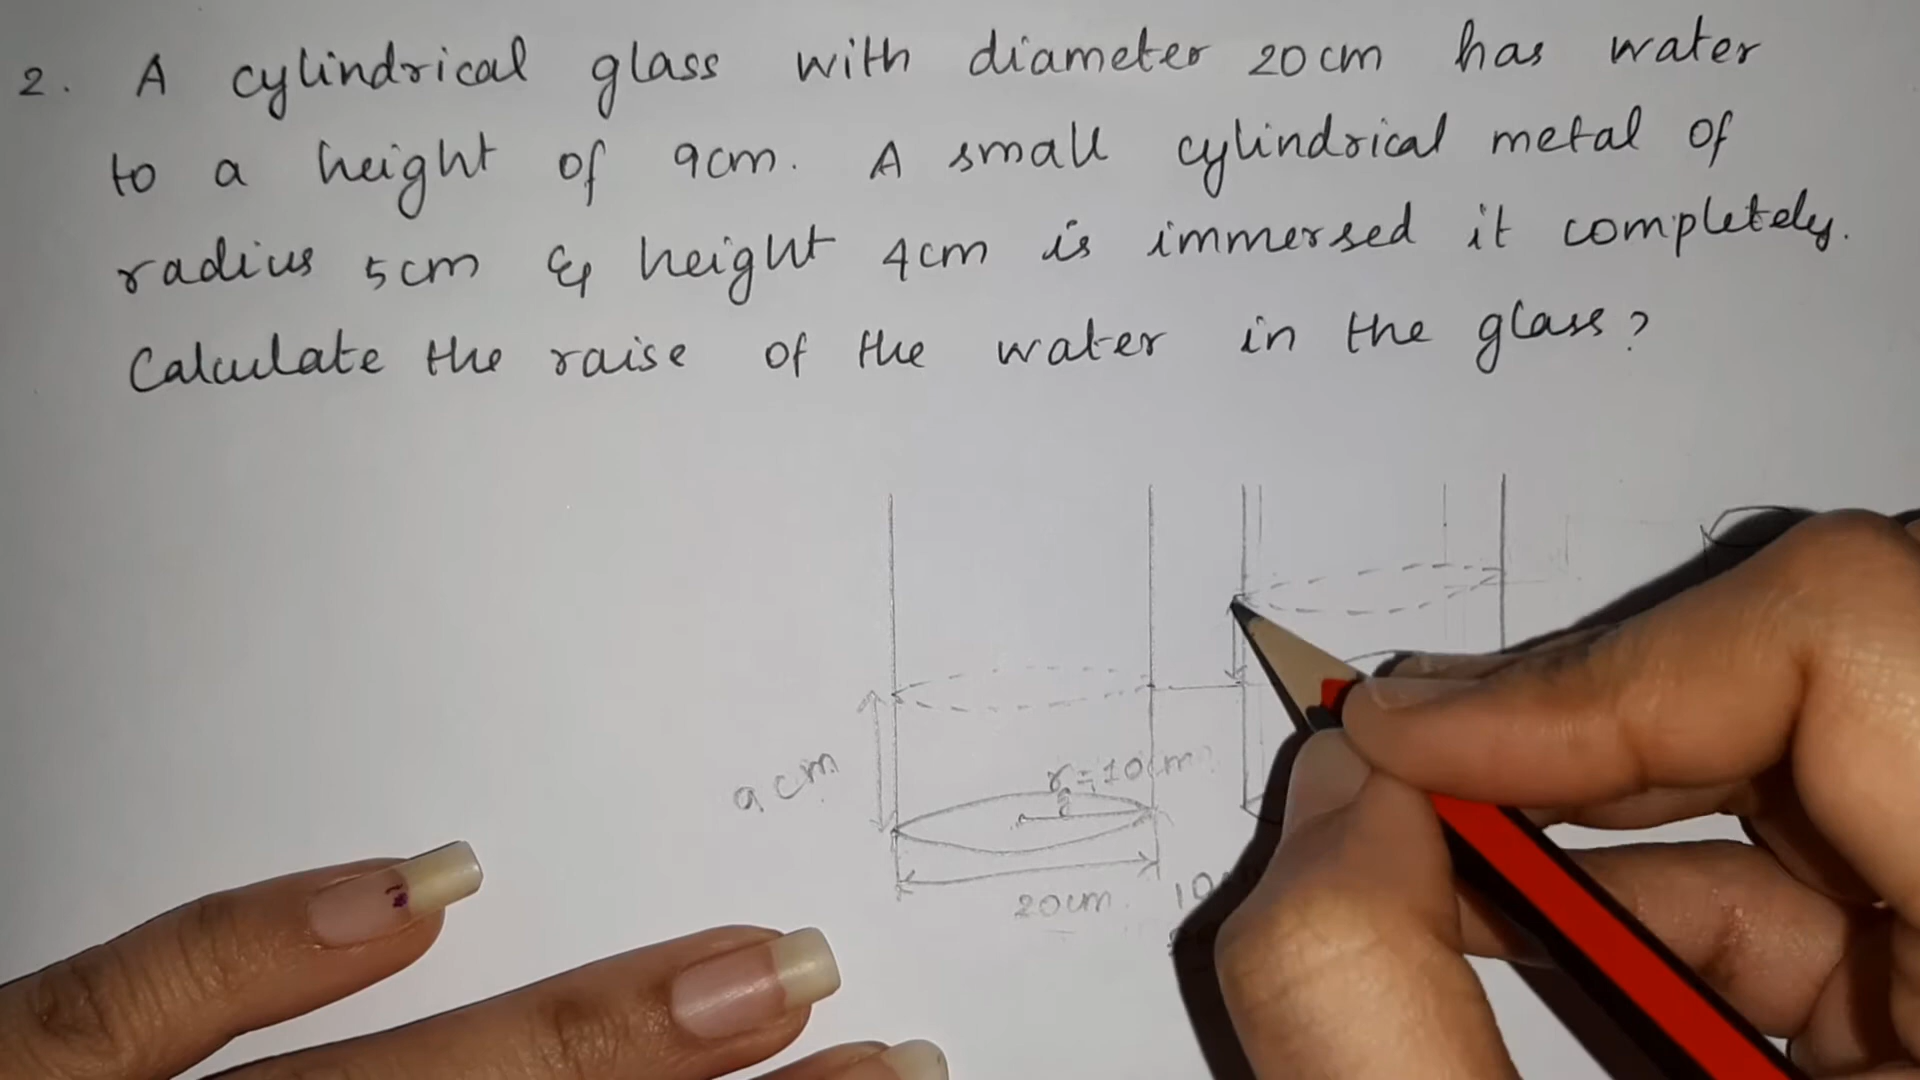 2. A cylindrical glass with diameter 20cm has water
to a height of 9cm. A small cylindrical metal of
radius 5cm & height 4cm is immersed it completely.
Calculate the raise of the water in the glass?
r₂=10cm
9cm
20cm.